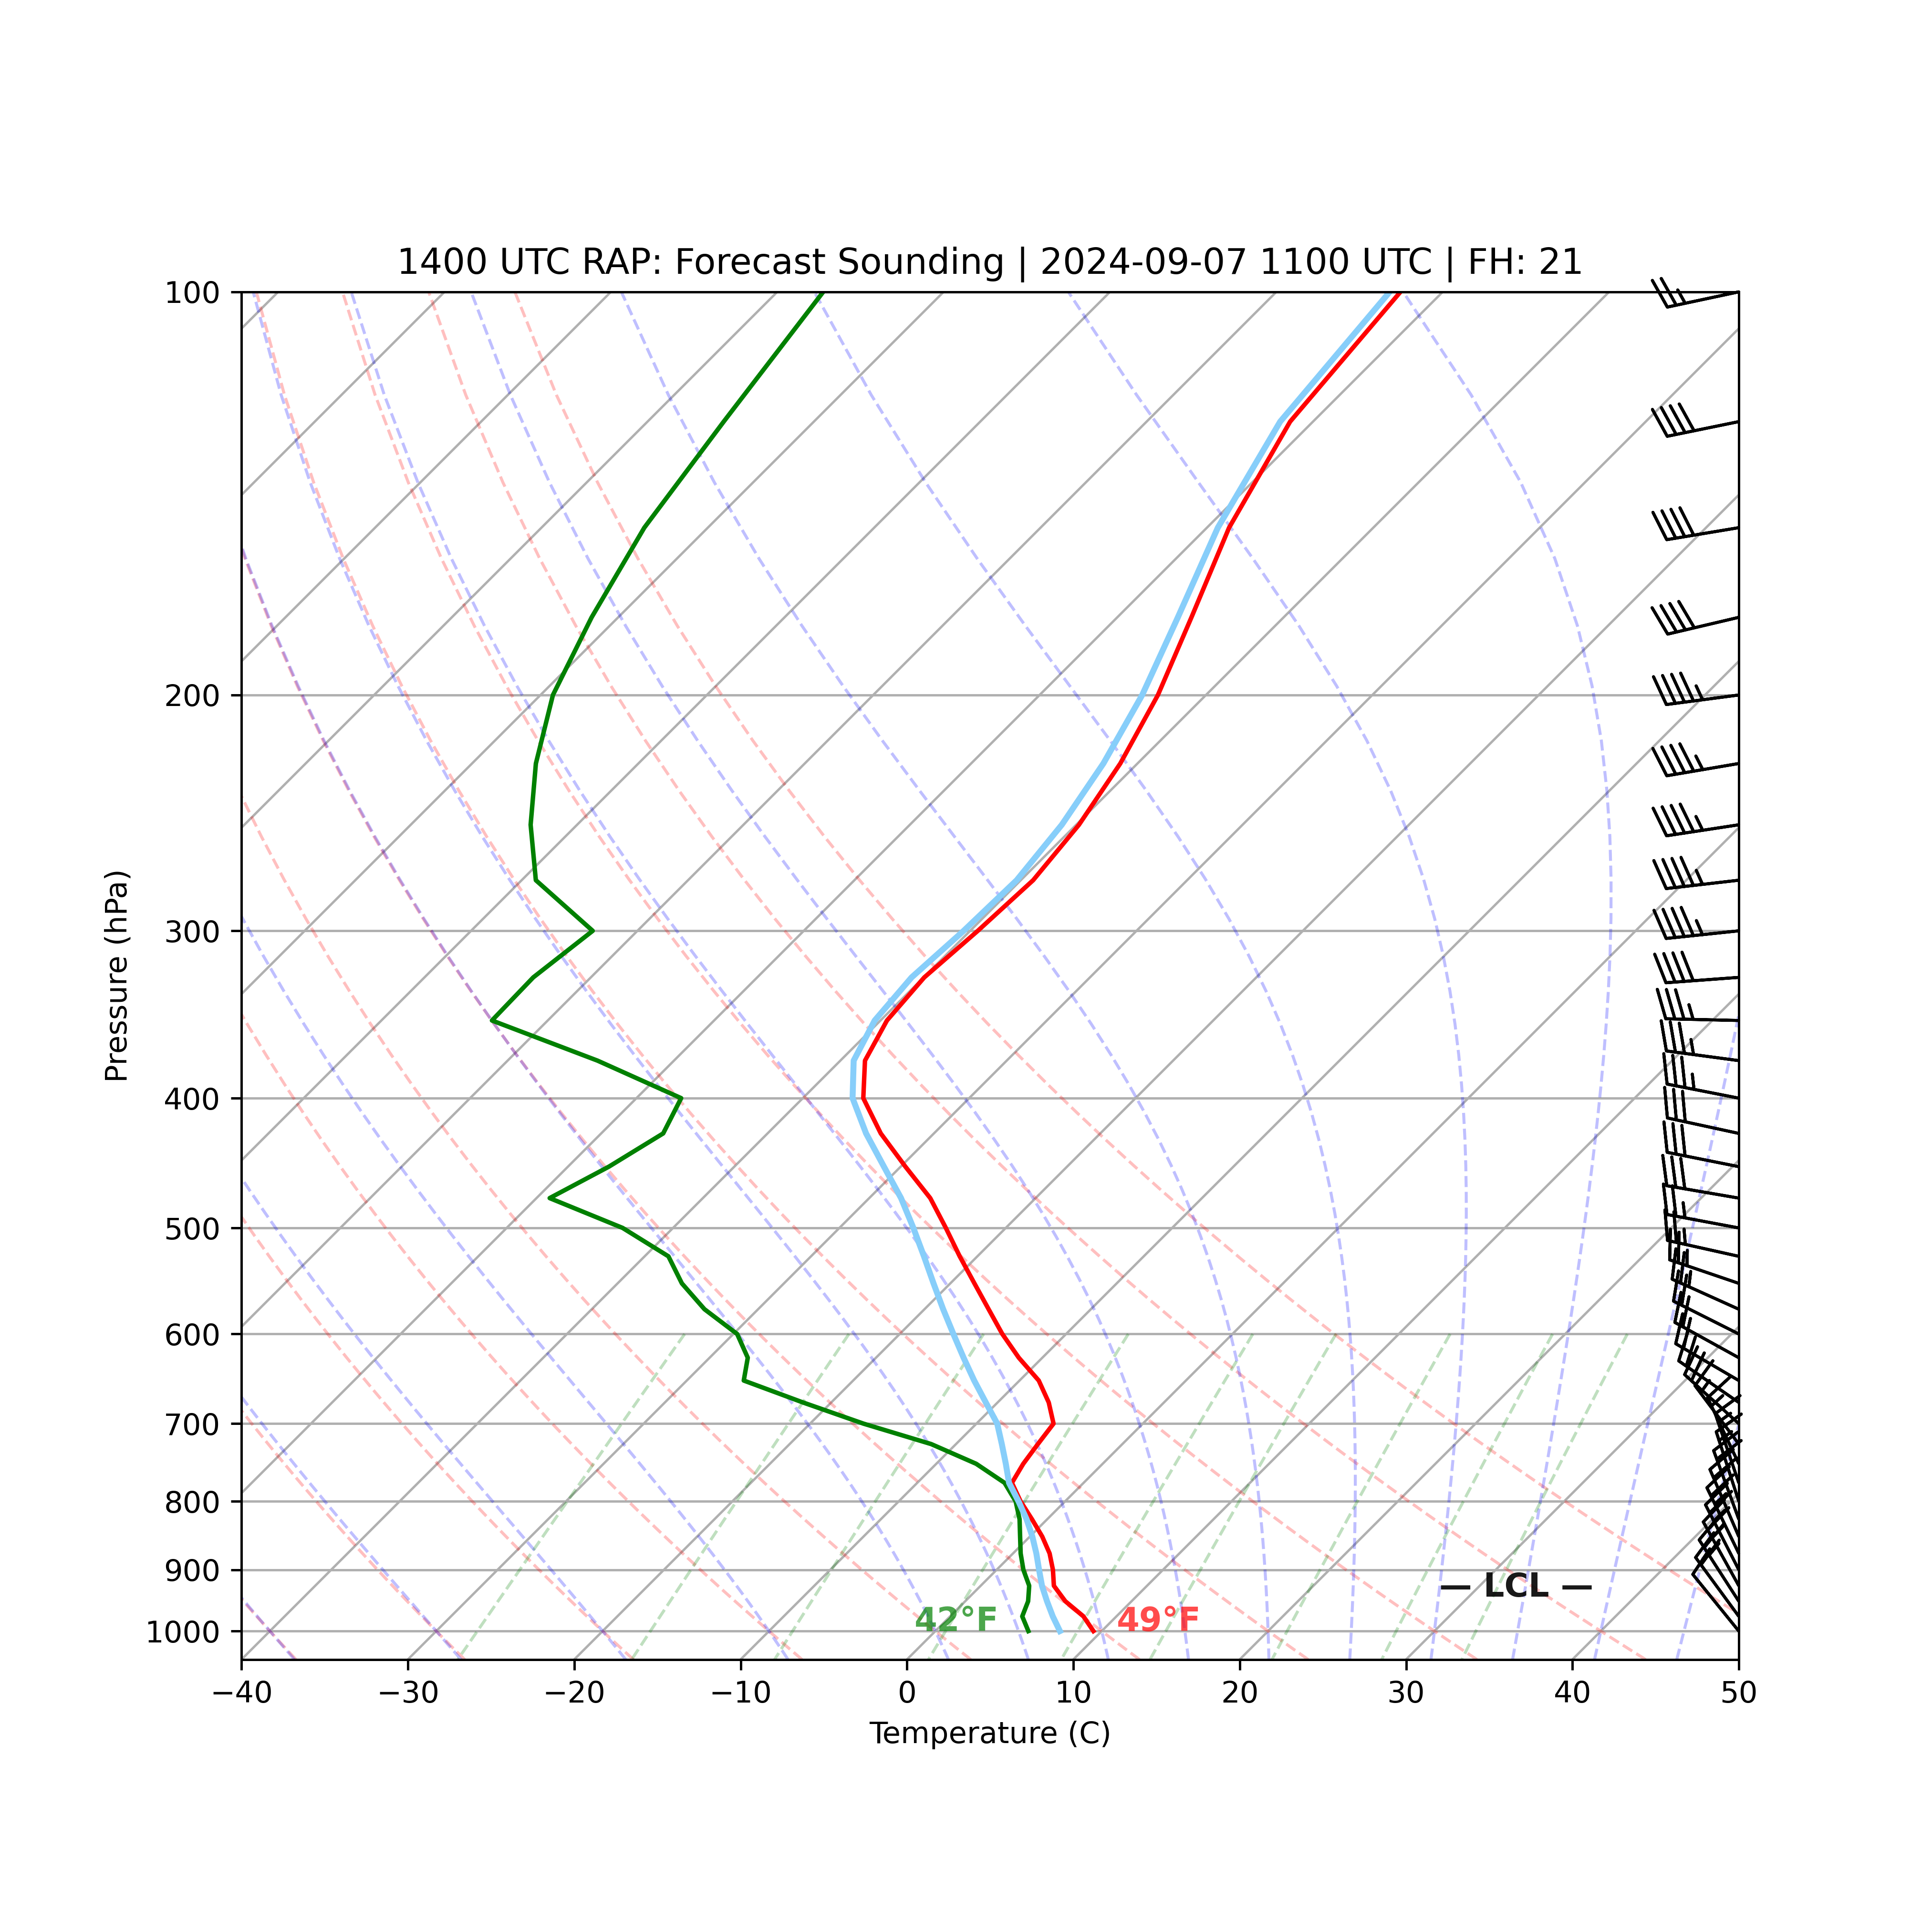 1400 UTC RAP: Forecast Sounding | 2024-09-07 1100 UTC | FH: 21
100
200
300
400
500
600
700
800
900
1000
Pressure (hPa)
— LCL —
42°F
49°F
−40 −30 −20 −10 0 10 20 30 40 50
Temperature (C)